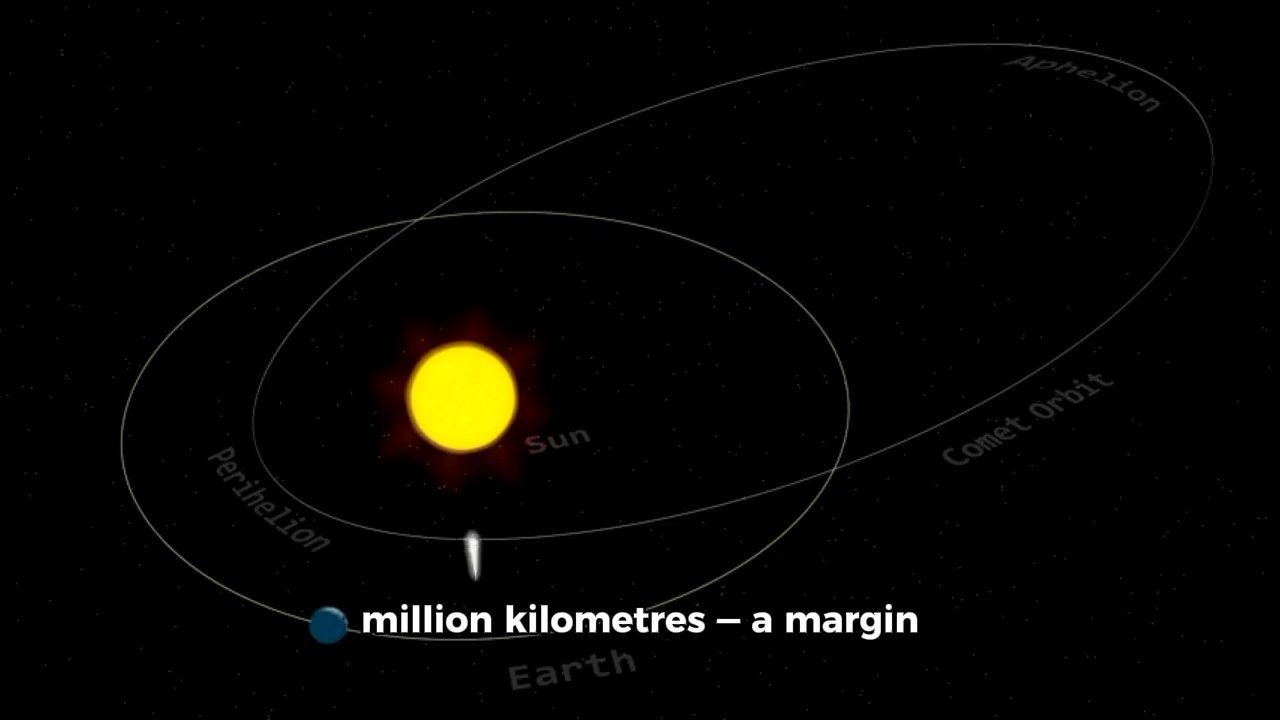 Aphelion
Comet Orbit
Sun
Perihelion
million kilometres – a margin
Earth